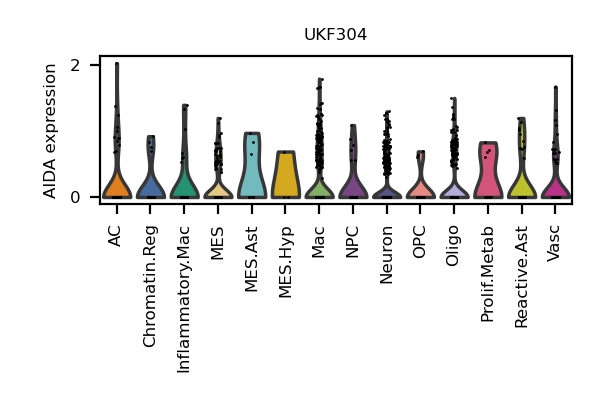 UKF304
AIDA expression
2
0
AC
Chromatin.Reg
Inflammatory.Mac
MES
MES.Ast
MES.Hyp
Mac
NPC
Neuron
OPC
Oligo
Prolif.Metab
Reactive.Ast
Vasc